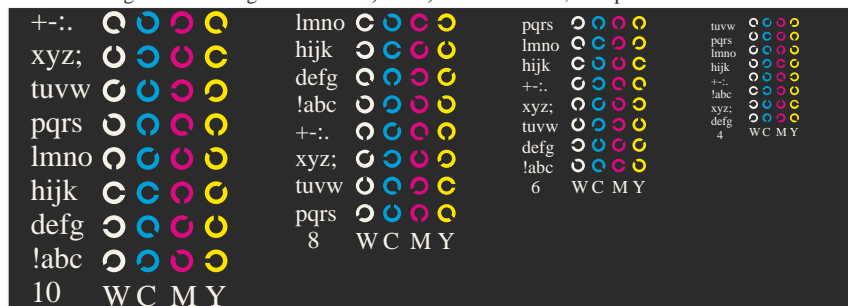 +-:.
xyz;
tuvw
pqrs
lmno
hijk
defg
!abc
10 W C M Y
lmno
hijk
defg
!abc
+-:.
xyz;
tuvw
pqrs
8 W C M Y
pqrs
lmno
hijk
+-:.
xyz;
tuvw
defg
!abc
6 W C M Y
tuvw
pqrs
lmno
hijk
+-:.
!abc
xyz;
defg
4 W C M Y